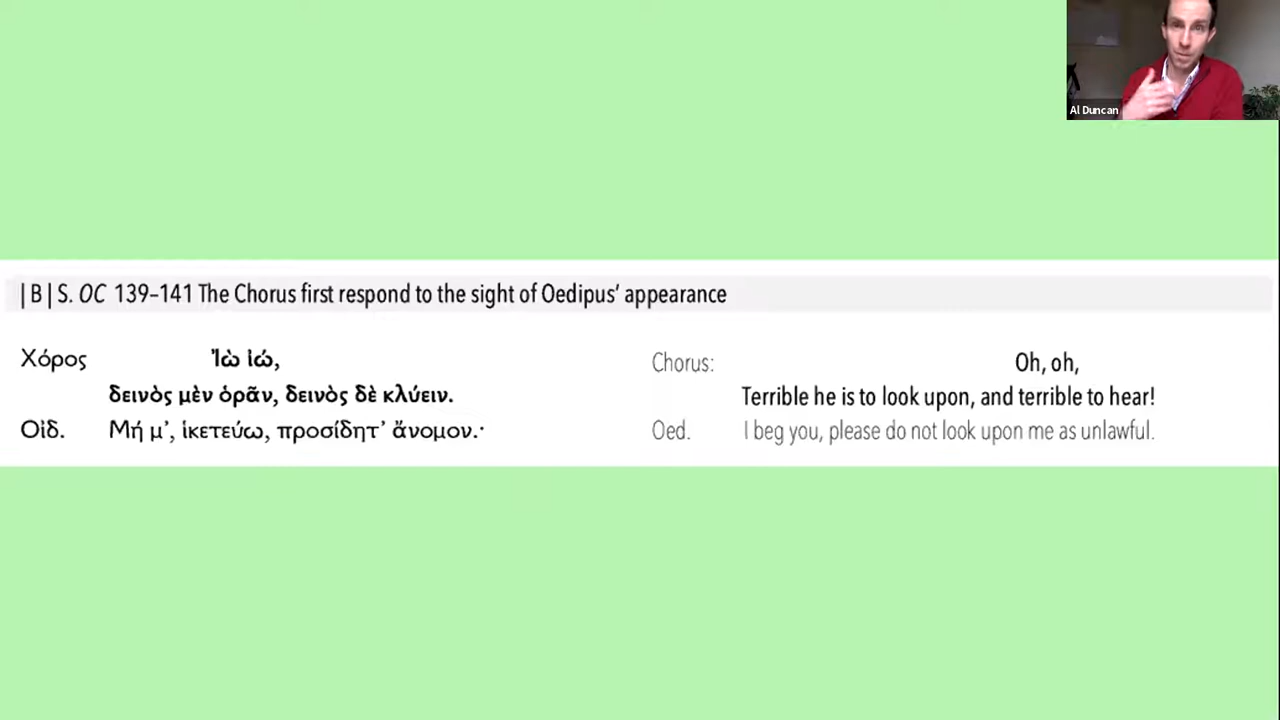 Al Duncan
| B | S. OC 139–141 The Chorus first respond to the sight of Oedipus’ appearance
Χόρος Ἰὼ ἰώ,
δεινὸς μὲν ὁρᾶν, δεινὸς δὲ κλύειν.
Οἰδ. Μή μ’, ἱκετεύω, προσίδητ’ ἄνομον.·
Chorus: Oh, oh,
Terrible he is to look upon, and terrible to hear!
Oed. I beg you, please do not look upon me as unlawful.